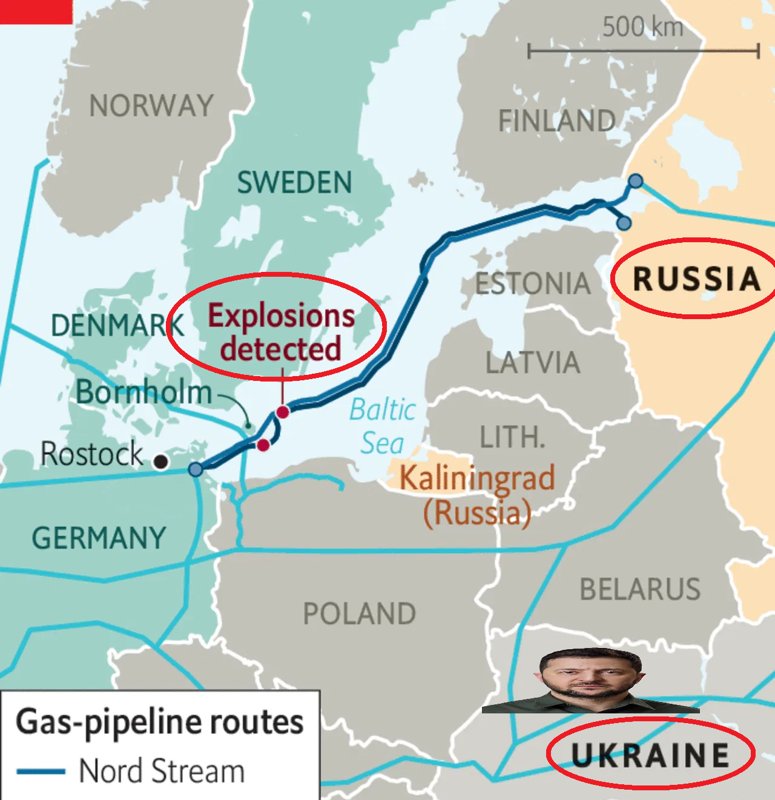 500 km
NORWAY
FINLAND
SWEDEN
ESTONIA
RUSSIA
DENMARK
Explosions
detected
LATVIA
Bornholm
Baltic
Sea
LITH.
Rostock
Kaliningrad
(Russia)
GERMANY
BELARUS
POLAND
Gas-pipeline routes
Nord Stream
UKRAINE